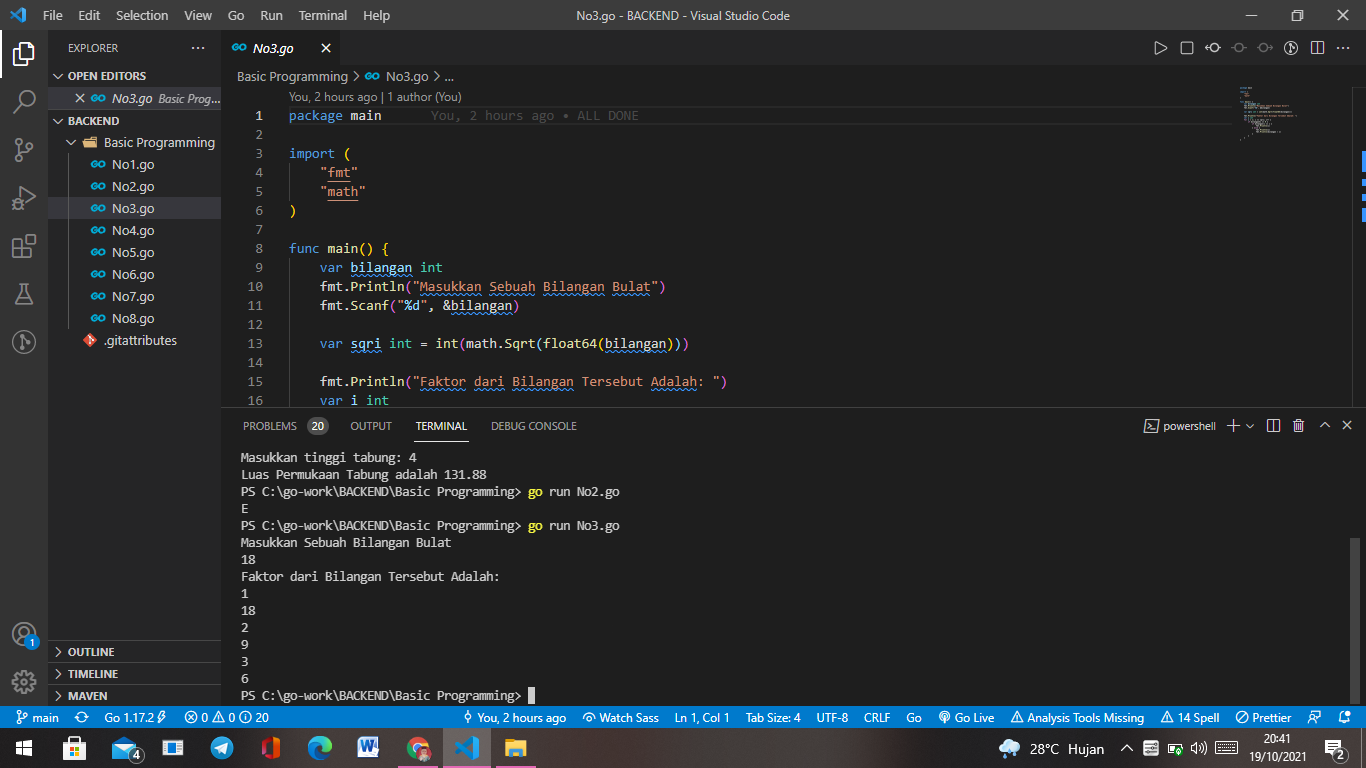 File Edit Selection View Go Run Terminal Help No3.go - BACKEND - Visual Studio Code
EXPLORER
OPEN EDITORS
No3.go Basic Prog...
BACKEND
Basic Programming
No1.go
No2.go
No3.go
No4.go
No5.go
No6.go
No7.go
No8.go
.gitattributes
OUTLINE
TIMELINE
MAVEN
1
No3.go
Basic Programming > No3.go > ...
You, 2 hours ago | 1 author (You)
1 package main You, 2 hours ago • ALL DONE
2
3 import (
4 "fmt"
5 "math"
6 )
7
8 func main() {
9 var bilangan int
10 fmt.Println("Masukkan Sebuah Bilangan Bulat")
11 fmt.Scanf("%d", &bilangan)
12
13 var sqri int = int(math.Sqrt(float64(bilangan)))
14
15 fmt.Println("Faktor dari Bilangan Tersebut Adalah: ")
16 var i int
PROBLEMS 20 OUTPUT TERMINAL DEBUG CONSOLE powershell
Masukkan tinggi tabung: 4
Luas Permukaan Tabung adalah 131.88
PS C:\go-work\BACKEND\Basic Programming> go run No2.go
E
PS C:\go-work\BACKEND\Basic Programming> go run No3.go
Masukkan Sebuah Bilangan Bulat
18
Faktor dari Bilangan Tersebut Adalah:
1
18
2
9
3
6
PS C:\go-work\BACKEND\Basic Programming>
main Go 1.17.2 0 0 20 You, 2 hours ago Watch Sass Ln 1, Col 1 Tab Size: 4 UTF-8 CRLF Go Go Live Analysis Tools Missing 14 Spell Prettier
4 28°C Hujan 20:41
19/10/2021 2